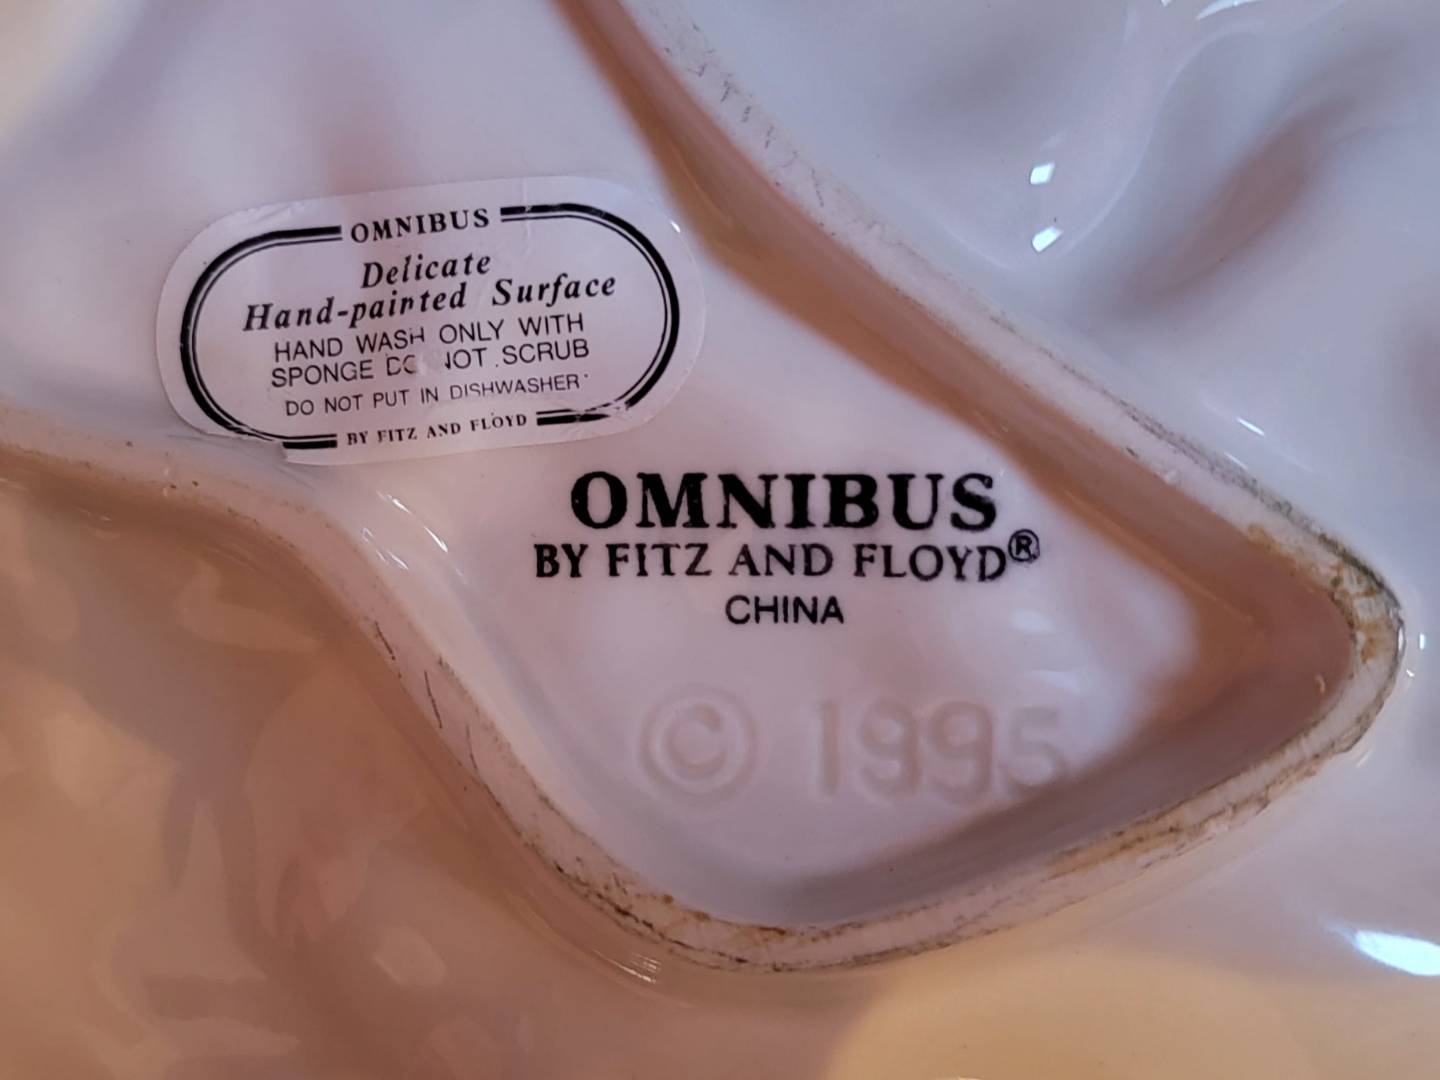 OMNIBUS
Delicate
Hand-painted Surface
HAND WASH ONLY WITH
SPONGE DO NOT SCRUB
DO NOT PUT IN DISHWASHER
BY FITZ AND FLOYD
OMNIBUS
BY FITZ AND FLOYD®
CHINA
© 1995